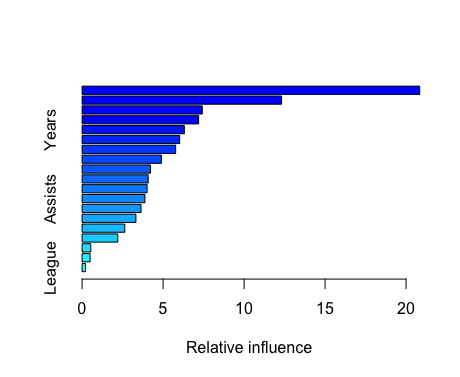 Years
Assists
League
0 5 10 15 20
Relative influence